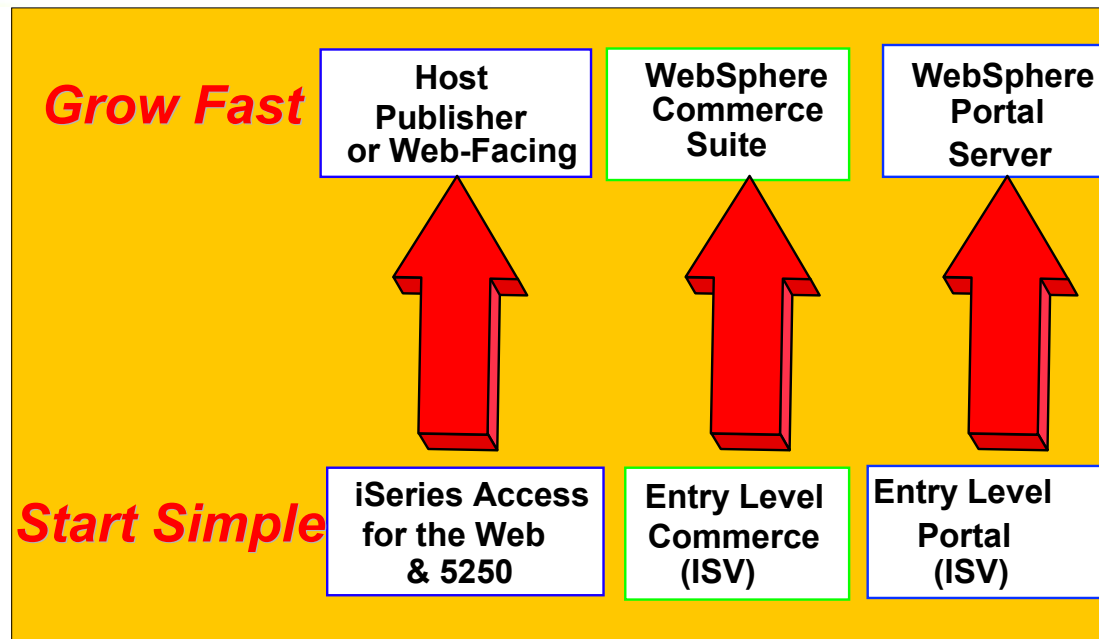 Grow Fast
Host
Publisher
or Web-Facing
WebSphere
Commerce
Suite
WebSphere
Portal
Server
Start Simple
iSeries Access
for the Web
& 5250
Entry Level
Commerce
(ISV)
Entry Level
Portal
(ISV)